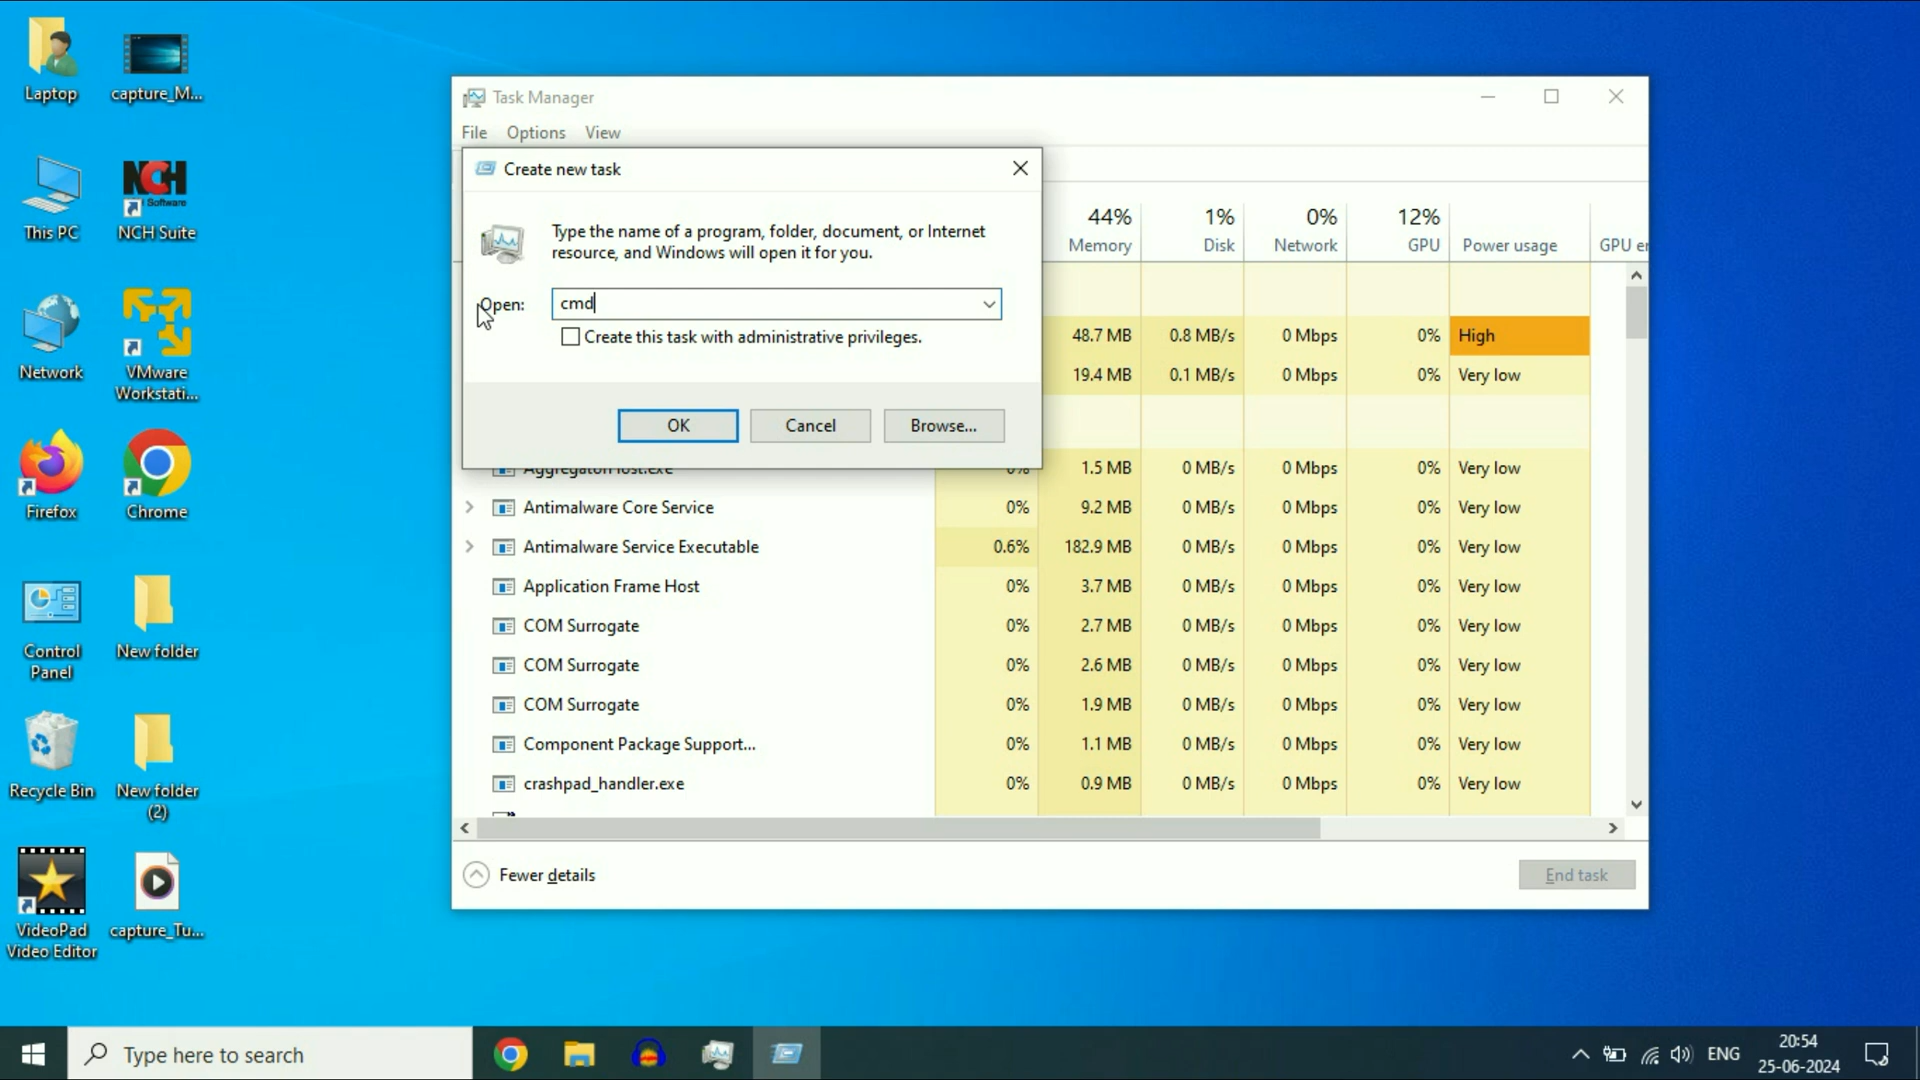 Laptop
capture_M...
This PC
NCH Software
NCH Suite
Network
VMware
Workstati...
Firefox
Chrome
Control
Panel
New folder
Recycle Bin
New folder
(2)
VideoPad
Video Editor
capture_Tu...
Task Manager
File Options View
Create new task
Type the name of a program, folder, document, or Internet
resource, and Windows will open it for you.
Open: cmd
Create this task with administrative privileges.
OK Cancel Browse...
44% 1% 0% 12%
Memory Disk Network GPU Power usage GPU en
48.7 MB 0.8 MB/s 0 Mbps 0% High
19.4 MB 0.1 MB/s 0 Mbps 0% Very low
0% 1.5 MB 0 MB/s 0 Mbps 0% Very low
Antimalware Core Service 0% 9.2 MB 0 MB/s 0 Mbps 0% Very low
Antimalware Service Executable 0.6% 182.9 MB 0 MB/s 0 Mbps 0% Very low
Application Frame Host 0% 3.7 MB 0 MB/s 0 Mbps 0% Very low
COM Surrogate 0% 2.7 MB 0 MB/s 0 Mbps 0% Very low
COM Surrogate 0% 2.6 MB 0 MB/s 0 Mbps 0% Very low
COM Surrogate 0% 1.9 MB 0 MB/s 0 Mbps 0% Very low
Component Package Support... 0% 1.1 MB 0 MB/s 0 Mbps 0% Very low
crashpad_handler.exe 0% 0.9 MB 0 MB/s 0 Mbps 0% Very low
Fewer details
End task
Type here to search
ENG
20:54
25-06-2024